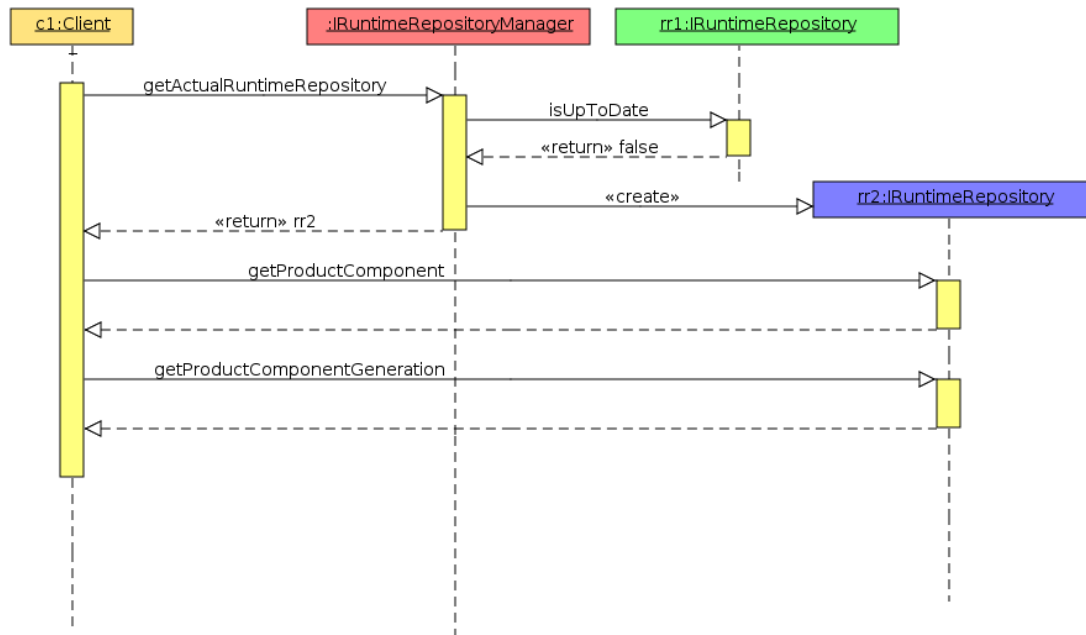 c1:Client
:IRuntimeRepositoryManager
rr1:IRuntimeRepository
getActualRuntimeRepository
isUpToDate
«return» false
«create»
rr2:IRuntimeRepository
«return» rr2
getProductComponent
getProductComponentGeneration